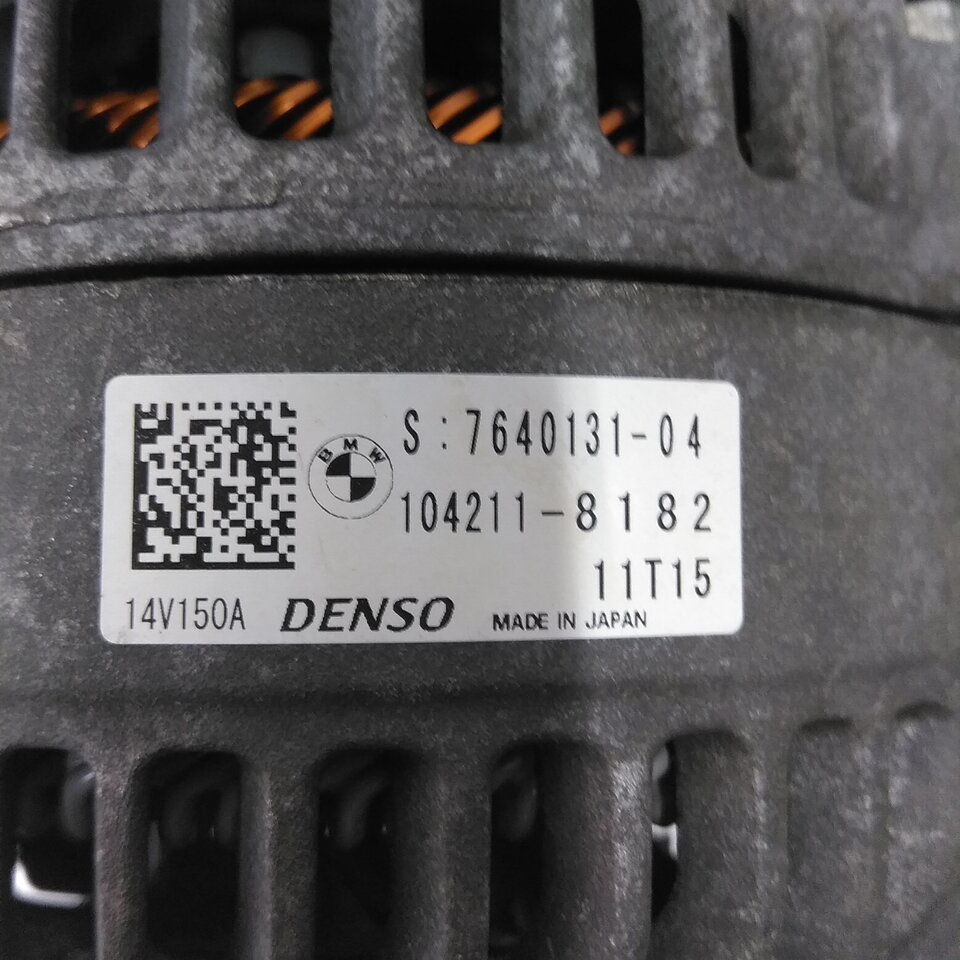 BMW
S:7640131-04
104211-8182
11T15
14V150A DENSO MADE IN JAPAN